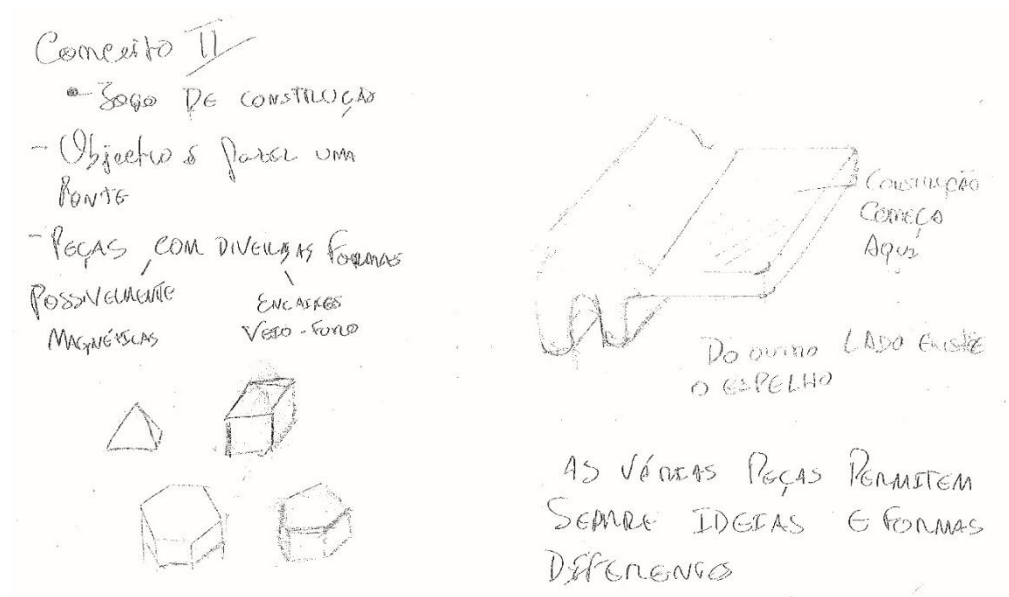 Conceito II
• Jogo DE CONSTRUÇÃO
- Objectivo é fazer UMA
PONTE
- PEÇAS COM DIVERSAS FORMAS
POSSIVELMENTE
MAGNÉTICAS
ENCAIXES
VEIO-FURO
CONSTRUÇÃO
COMEÇA
AQUI
DO OUTRO LADO EXISTE
O ESPELHO
AS VÁRIAS PEÇAS PERMITEM
SEMPRE IDEIAS E FORMAS
DIFERENTES